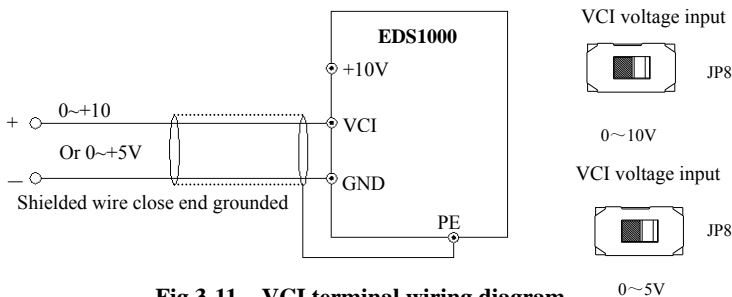 VCI voltage input
EDS1000
+10V
JP8
+ 0~+10
VCI
0～10V
Or 0~+5V
VCI voltage input
— GND
Shielded wire close end grounded
PE
JP8
0～5V
Fig 3-11 VCI terminal wiring diagram